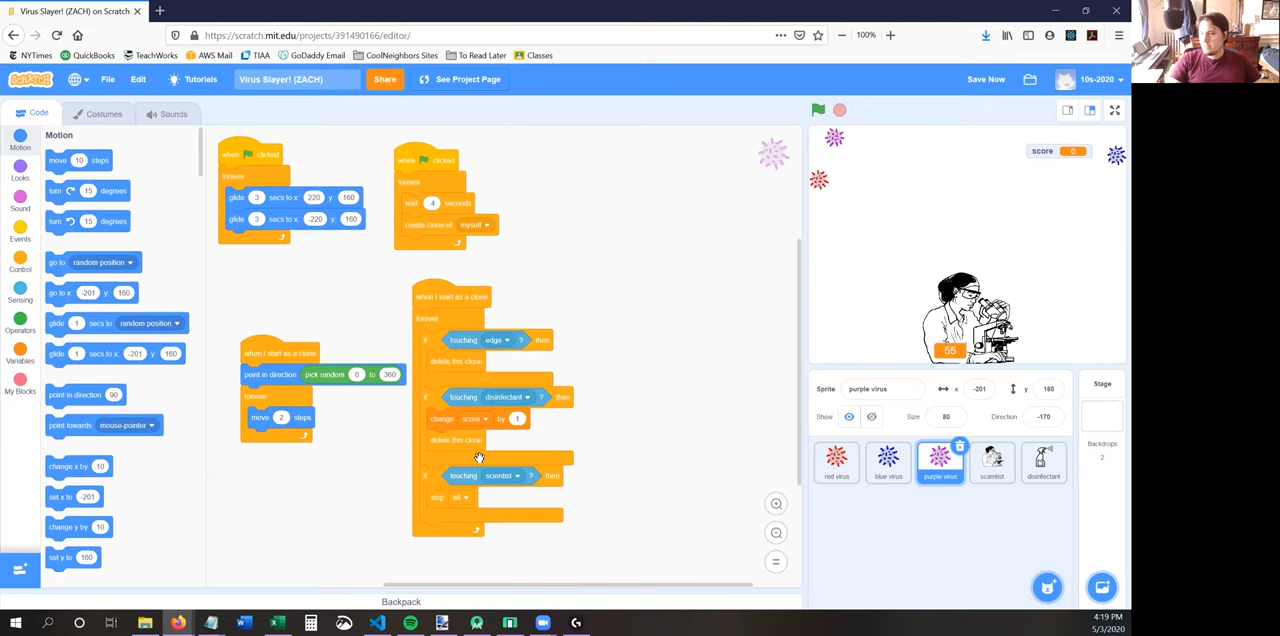 Virus Slayer! (ZACH) on Scratch
https://scratch.mit.edu/projects/391490166/editor/
100%
NYTimes QuickBooks TeachWorks AWS Mail TIAA GoDaddy Email CoolNeighbors Sites To Read Later Classes
SCRATCH File Edit Tutorials Virus Slayer! (ZACH) Share See Project Page Save Now 10s-2020
Code Costumes Sounds
Motion
Looks
Sound
Events
Control
Sensing
Operators
Variables
My Blocks
Motion
move 10 steps
turn 15 degrees
turn 15 degrees
go to random position
go to x: -201 y: 160
glide 1 secs to random position
glide 1 secs to x: -201 y: 160
point in direction 90
point towards mouse-pointer
change x by 10
set x to -201
change y by 10
set y to 160
when clicked
forever
glide 3 secs to x: 220 y: 160
glide 3 secs to x: -220 y: 160
when clicked
forever
wait .4 seconds
create clone of myself
when I start as a clone
point in direction pick random 0 to 360
forever
move 2 steps
when I start as a clone
forever
if touching edge ? then
delete this clone
if touching disinfectant ? then
change score by 1
delete this clone
if touching scientist ? then
stop all
score 0
55
Sprite purple virus x -201 y 160
Show Size 80 Direction -170
red virus blue virus purple virus scientist disinfectant
Stage
Backdrops
2
Backpack
4:19 PM
5/3/2020